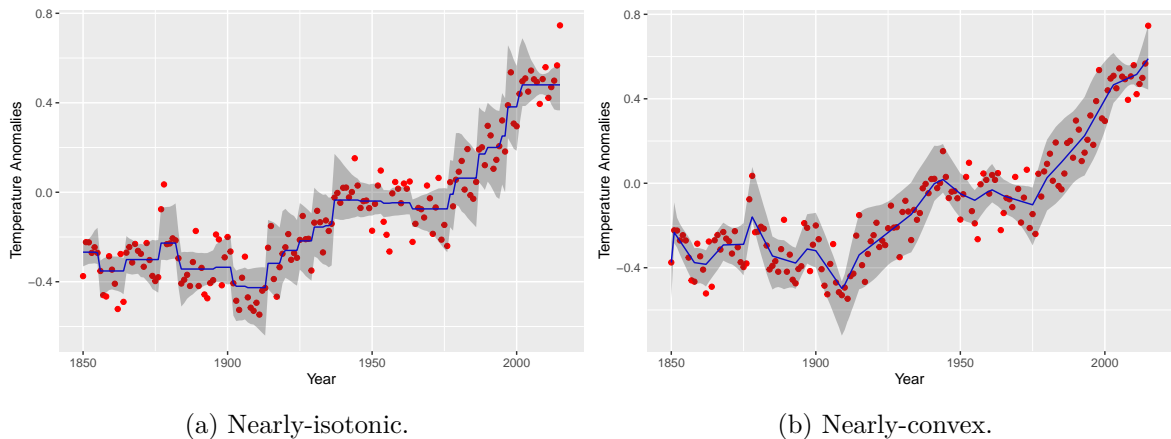 0.8
0.4
0.0
−0.4
Temperature Anomalies
1850
1900
1950
2000
Year
(a) Nearly-isotonic.
0.8
0.4
0.0
−0.4
Temperature Anomalies
1850
1900
1950
2000
Year
(b) Nearly-convex.